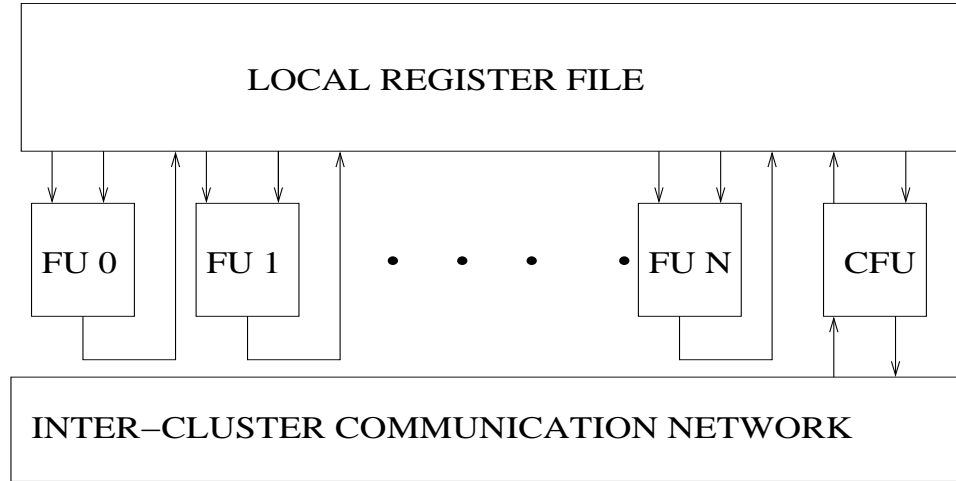 LOCAL REGISTER FILE
FU 0 FU 1 FU N CFU
INTER−CLUSTER COMMUNICATION NETWORK